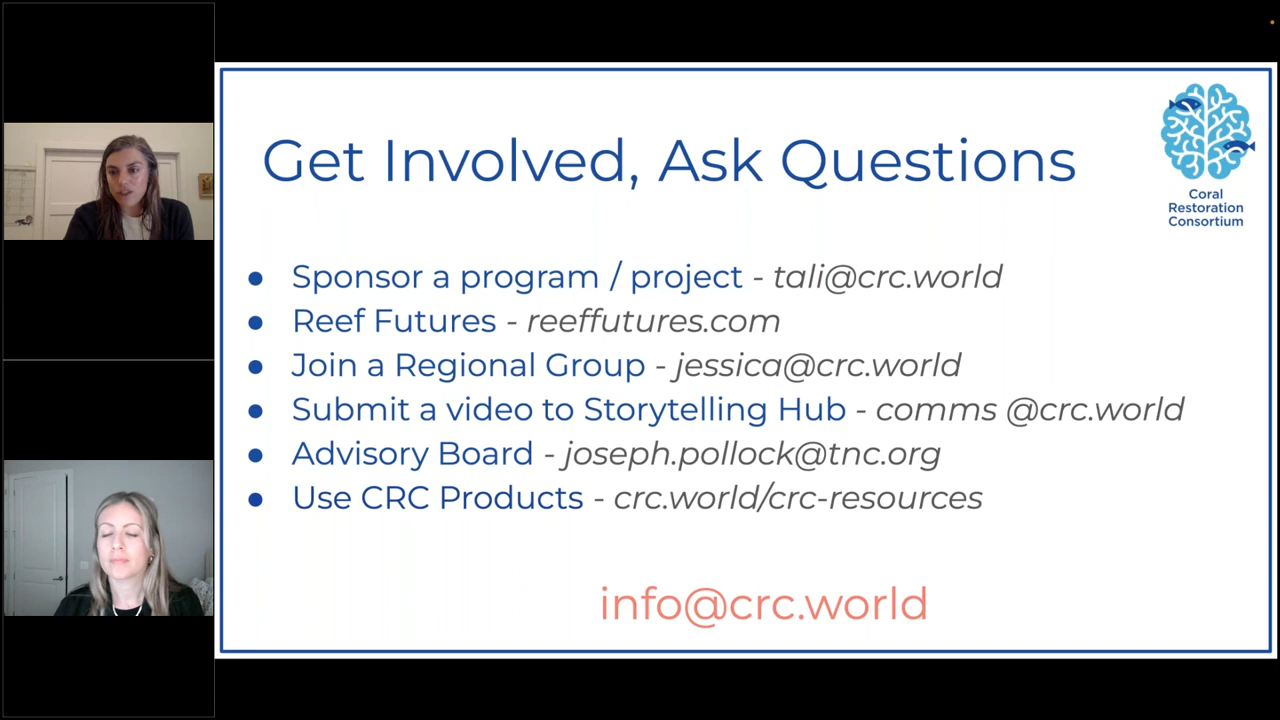 Get Involved, Ask Questions
Coral
Restoration
Consortium
● Sponsor a program / project - tali@crc.world
● Reef Futures - reeffutures.com
● Join a Regional Group - jessica@crc.world
● Submit a video to Storytelling Hub - comms @crc.world
● Advisory Board - joseph.pollock@tnc.org
● Use CRC Products - crc.world/crc-resources
info@crc.world